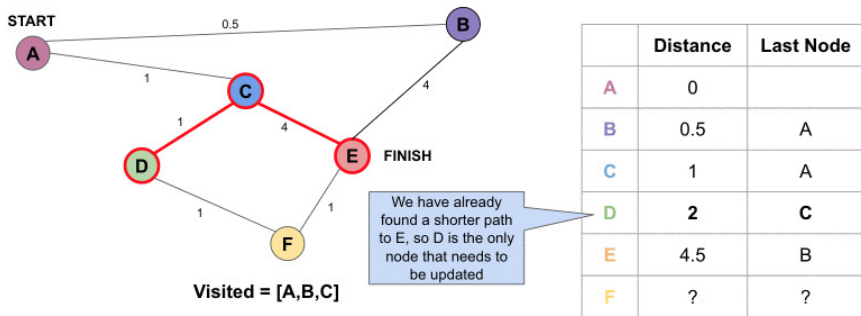 START
A
0.5
B
1
C
1
4
4
D
E
FINISH
1
1
F
Visited = [A,B,C]
We have already
found a shorter path
to E, so D is the only
node that needs to
be updated
Distance Last Node
A 0
B 0.5 A
C 1 A
D 2 C
E 4.5 B
F ? ?